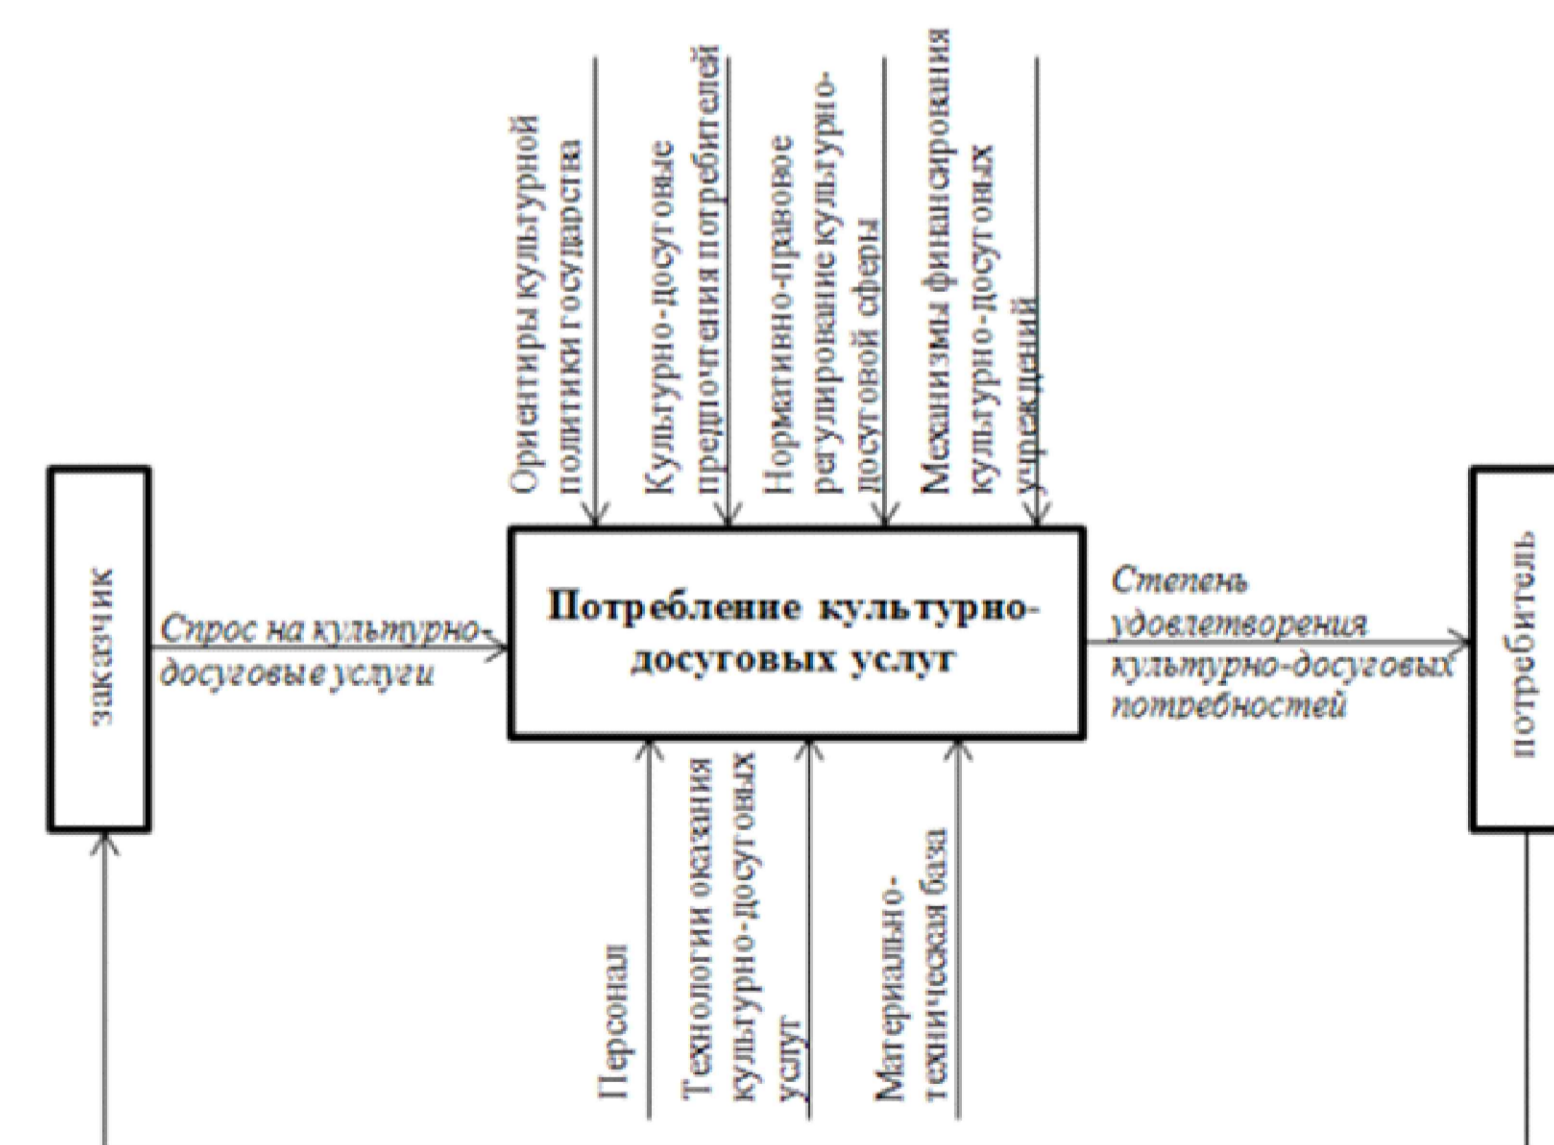 Ориентиры культурной
политики государства
Культурно-досуговые
предпочтения потребителей
Нормативно-правовое
регулирование культурно-
досуговой сферы
Механизмы финансирования
культурно-досуговых
учреждений
заказчик
Спрос на культурно-
досуговые услуги
Потребление культурно-
досуговых услуг
Степень
удовлетворения
культурно-досуговых
потребностей
потребитель
Персонал
Технологии оказания
культурно-досуговых
услуг
Материально-
техническая база